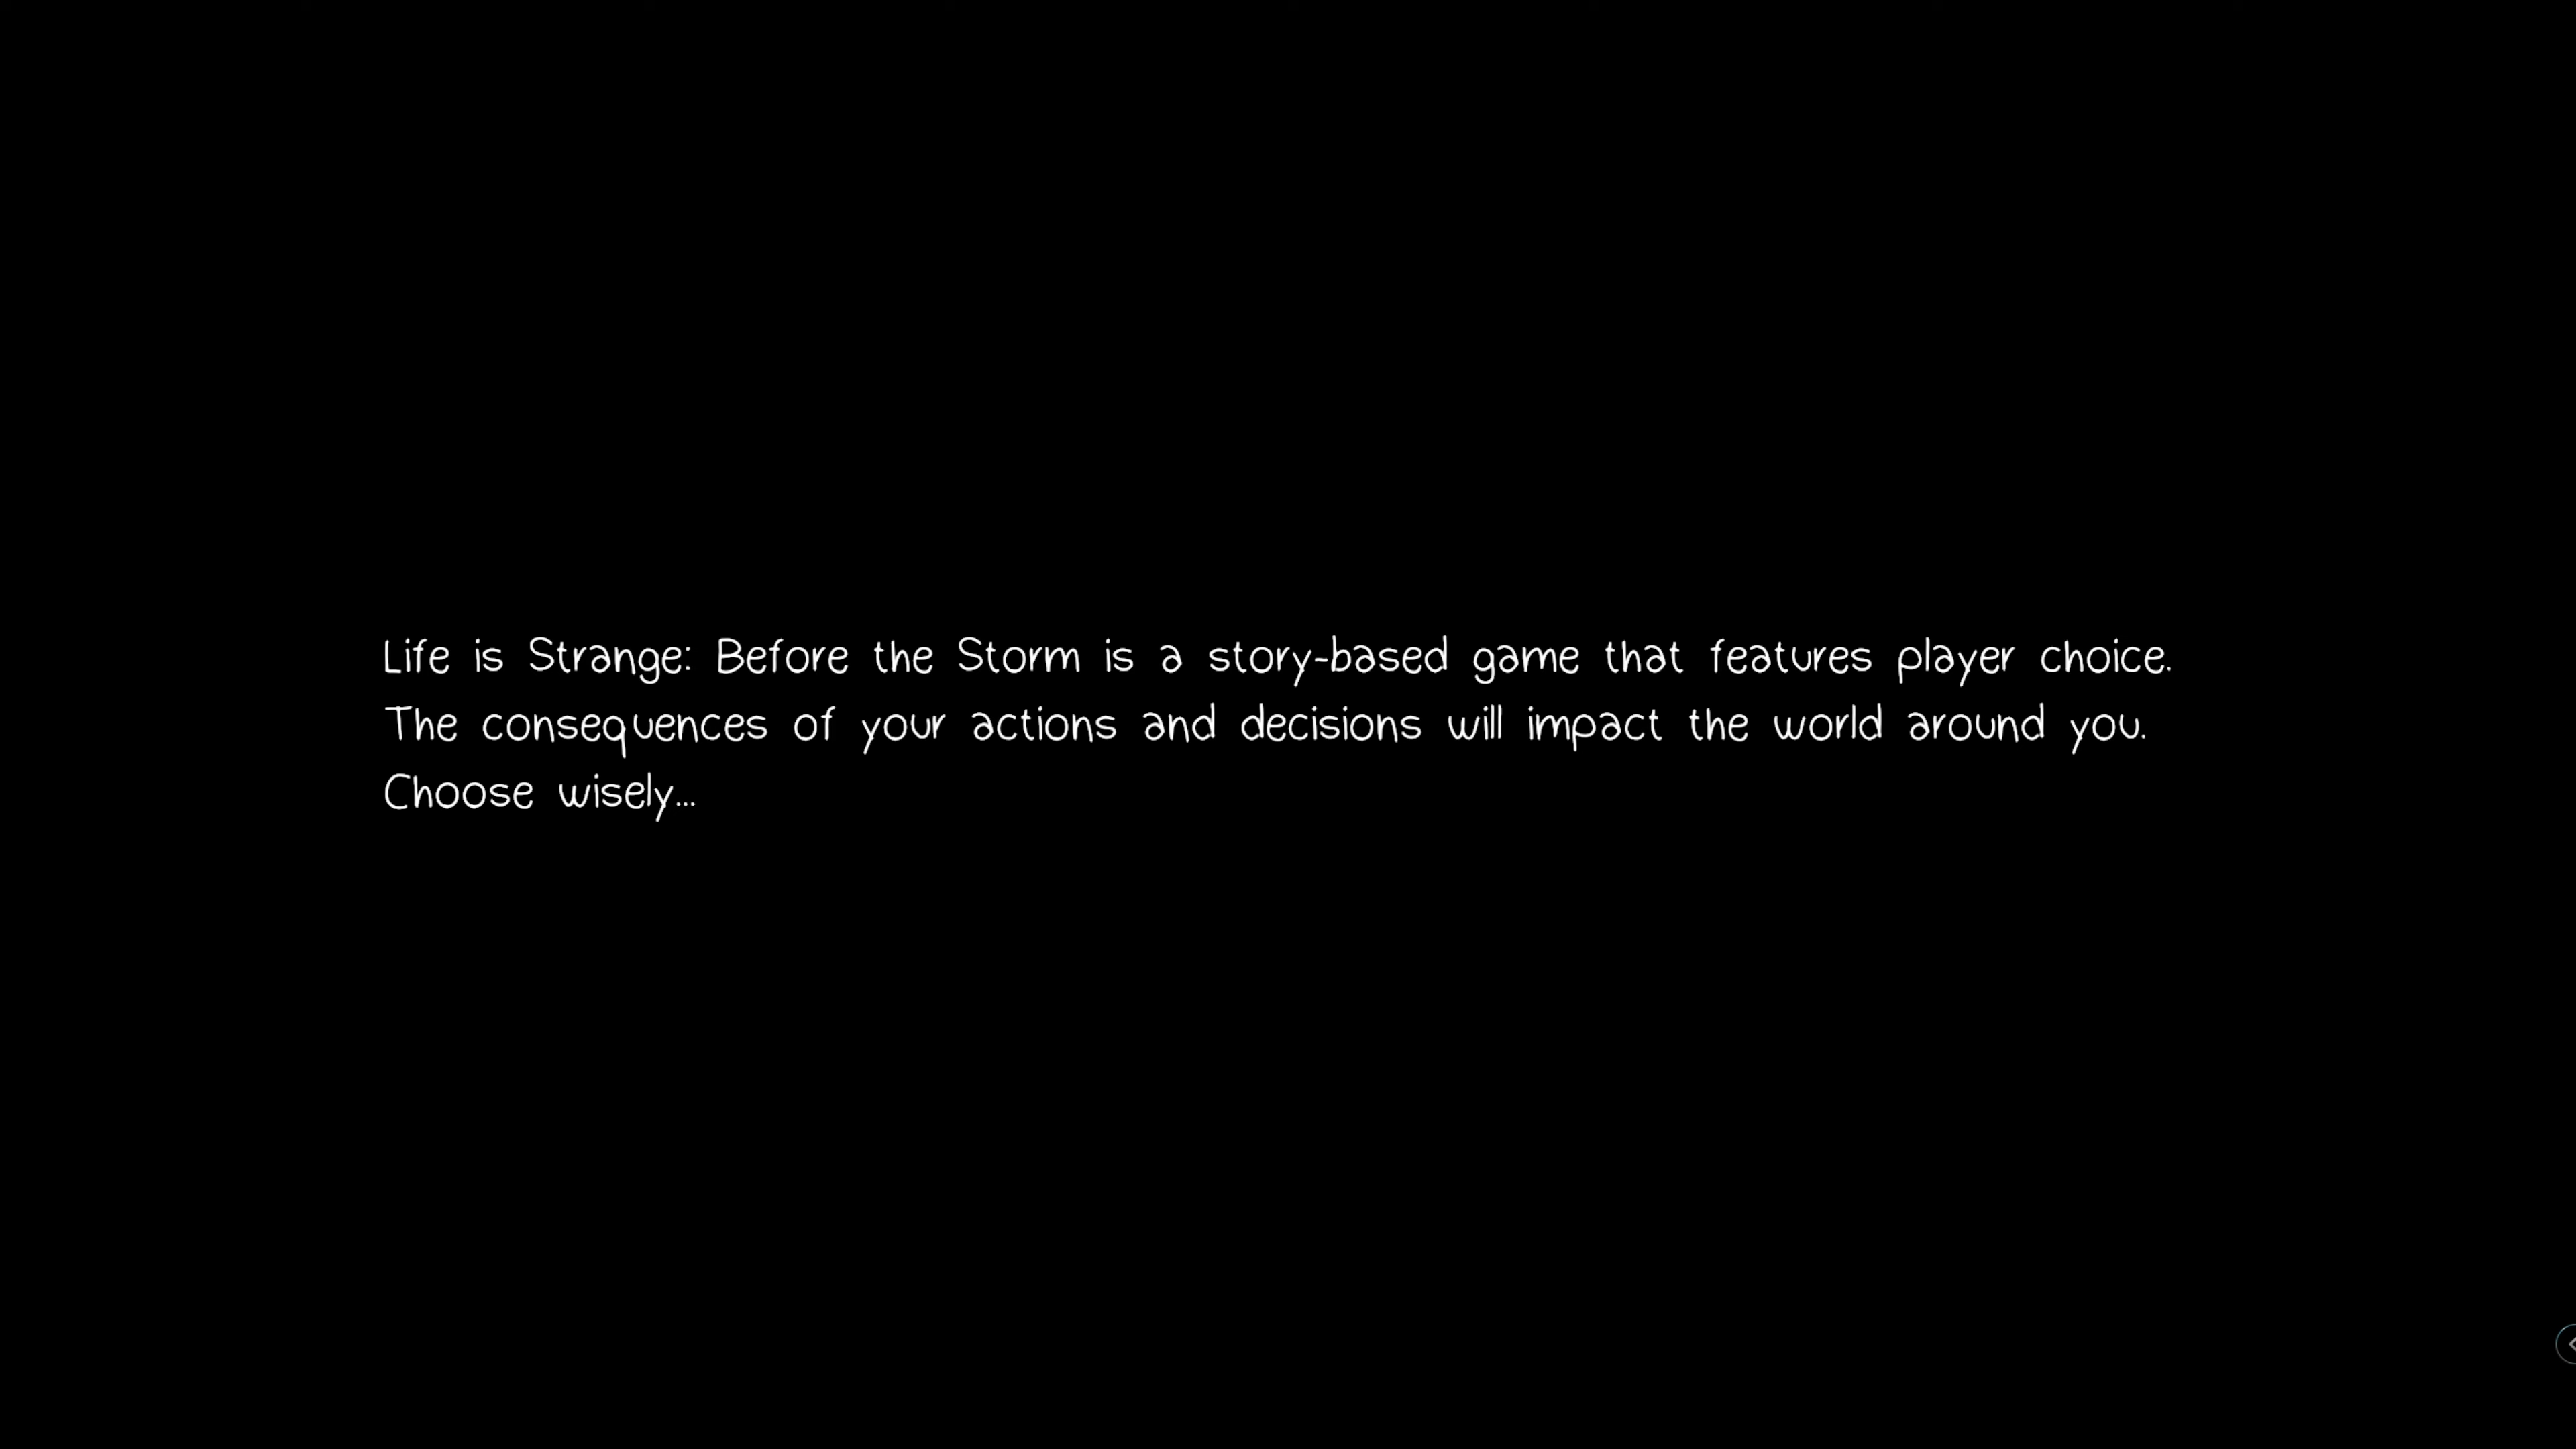 Life is Strange: Before the Storm is a story-based game that features player choice.
The consequences of your actions and decisions will impact the world around you.
Choose wisely...